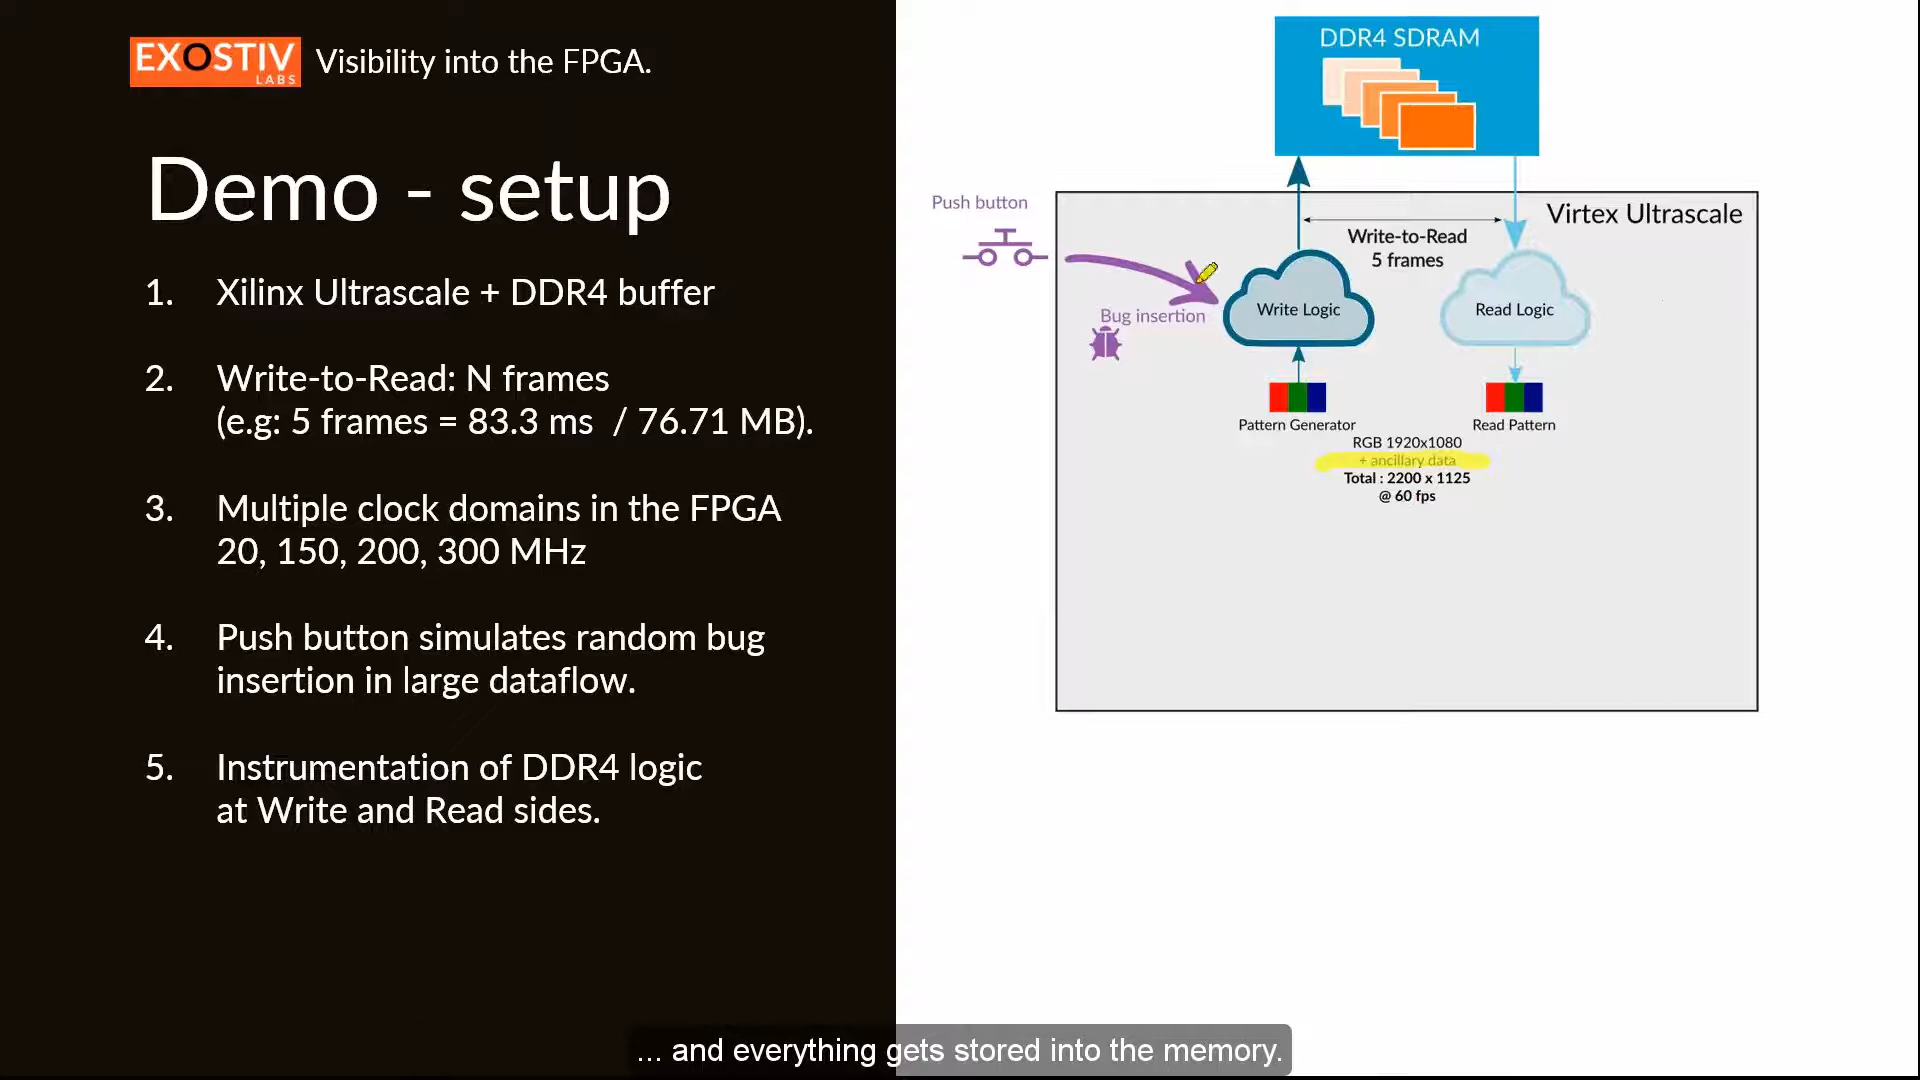 EXOSTIV LABS
Visibility into the FPGA.
Demo - setup
1. Xilinx Ultrascale + DDR4 buffer
2. Write-to-Read: N frames
(e.g: 5 frames = 83.3 ms / 76.71 MB).
3. Multiple clock domains in the FPGA
20, 150, 200, 300 MHz
4. Push button simulates random bug
insertion in large dataflow.
5. Instrumentation of DDR4 logic
at Write and Read sides.
DDR4 SDRAM
Push button
Virtex Ultrascale
Write-to-Read
5 frames
Bug insertion
Write Logic
Read Logic
Pattern Generator
Read Pattern
RGB 1920x1080
+ ancillary data
Total : 2200 x 1125
@ 60 fps
... and everything gets stored into the memory.